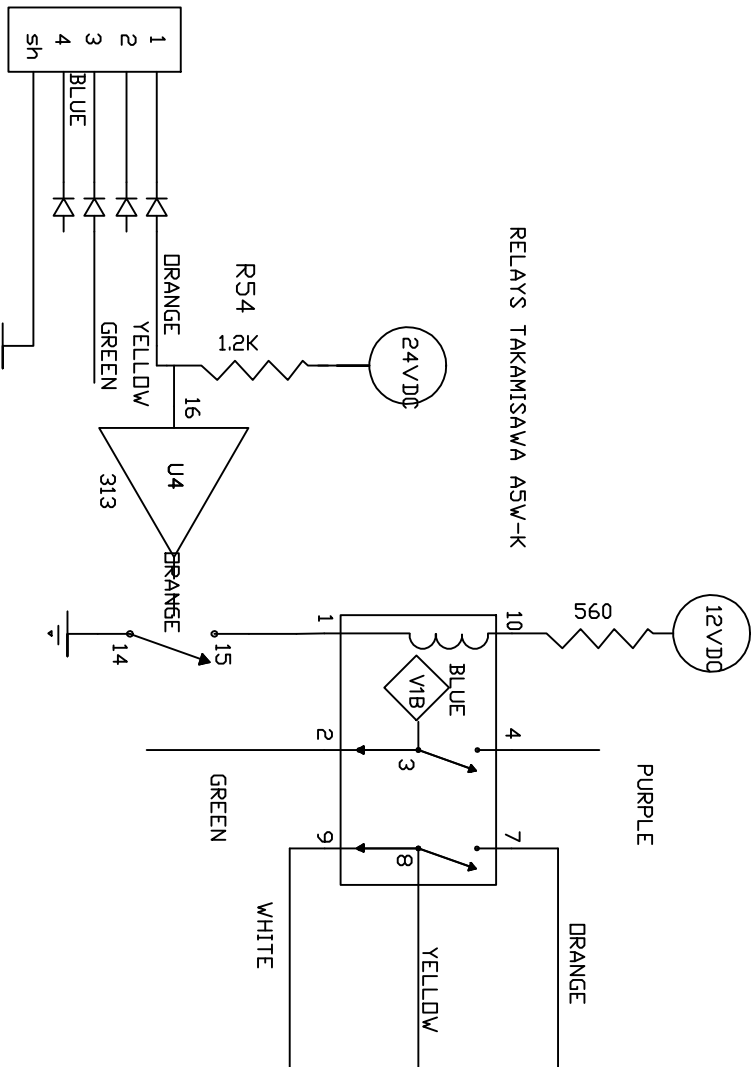 RELAYS TAKAMISAWA A5W-K
12VDC
560
10
4
PURPLE
7
ORANGE
24VDC
BLUE
V1B
3
8
YELLOW
1
2
GREEN
9
WHITE
R54
1.2K
16
U4
313
ORANGE
15
14
1
2
3
4
sh
BLUE
ORANGE
YELLOW
GREEN